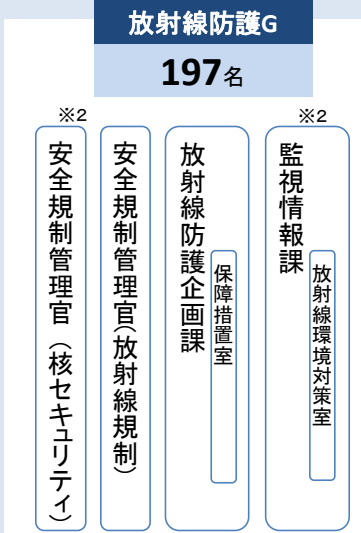 放射線防護G
197名
※2
※2
監視情報課
放射線環境対策室
放射線防護企画課
保障措置室
安全規制管理官(放射線規制)
安全規制管理官(核セキュリティ)